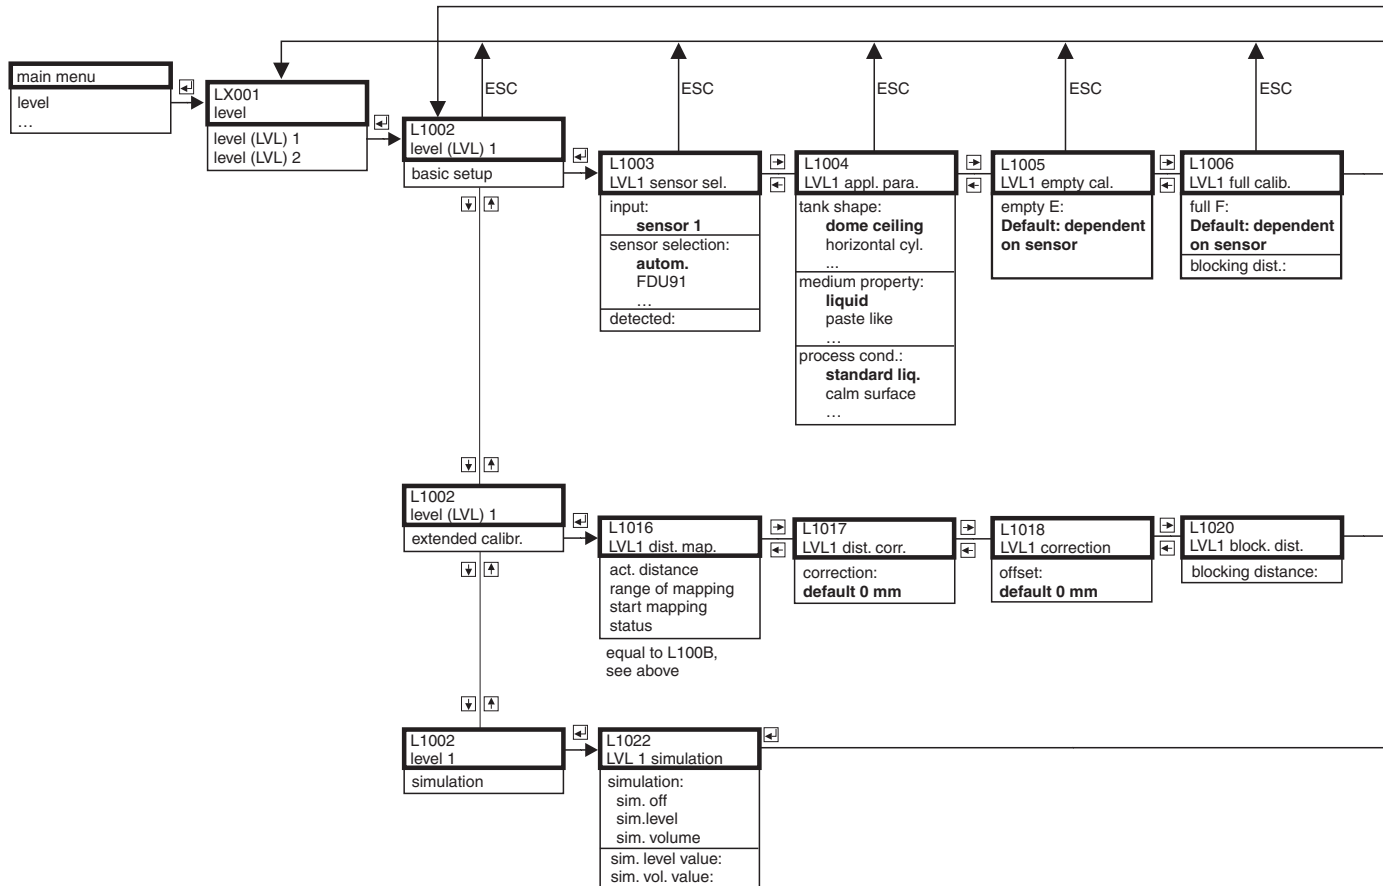 ESC
ESC
ESC
ESC
ESC
main menu
level
...
LX001
level
level (LVL) 1
level (LVL) 2
L1002
level (LVL) 1
basic setup
L1003
LVL1 sensor sel.
input:
sensor 1
sensor selection:
autom.
FDU91
...
detected:
L1004
LVL1 appl. para.
tank shape:
dome ceiling
horizontal cyl.
...
medium property:
liquid
paste like
...
process cond.:
standard liq.
calm surface
...
L1005
LVL1 empty cal.
empty E:
Default: dependent
on sensor
L1006
LVL1 full calib.
full F:
Default: dependent
on sensor
blocking dist.:
L1002
level (LVL) 1
extended calibr.
L1016
LVL1 dist. map.
act. distance
range of mapping
start mapping
status
equal to L100B,
see above
L1017
LVL1 dist. corr.
correction:
default 0 mm
L1018
LVL1 correction
offset:
default 0 mm
L1020
LVL1 block. dist.
blocking distance:
L1002
level 1
simulation
L1022
LVL 1 simulation
simulation:
sim. off
sim.level
sim. volume
sim. level value:
sim. vol. value: